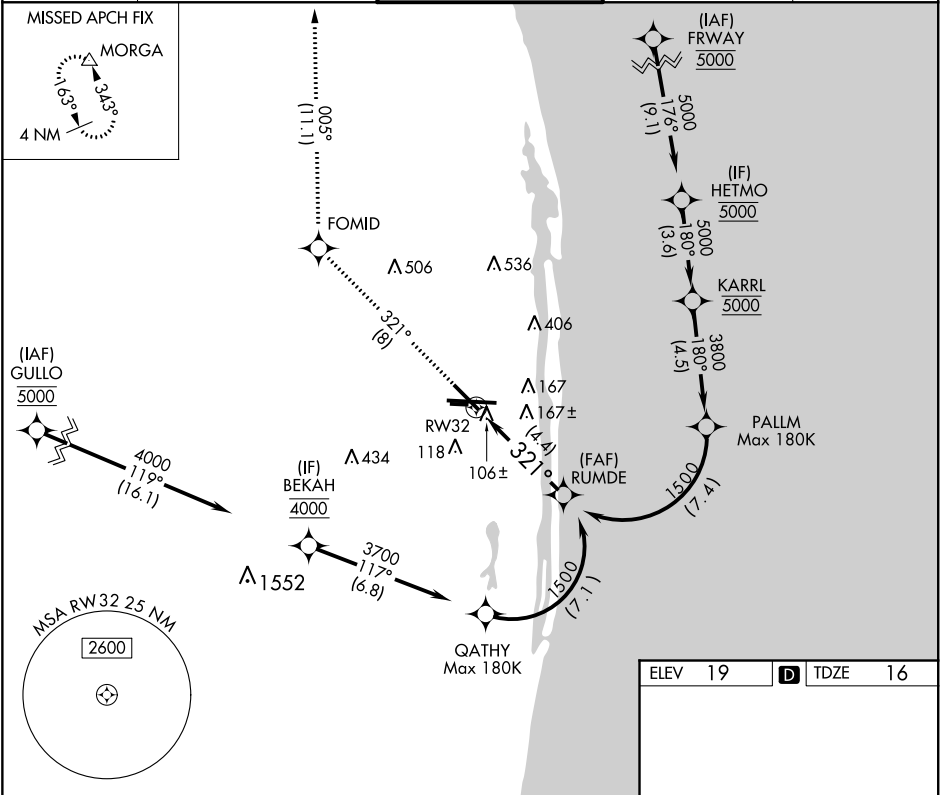 MISSED APCH FIX
MORGA
163°
343°
4 NM
005°
(11.1)
(IAF)
FRWAY
5000
5000
176°
(9.1)
(IF)
HETMO
5000
5000
180°
(3.6)
KARRL
5000
3800
180°
(4.5)
PALLM
Max 180K
1500
(7.4)
FOMID
506
536
406
321°
(8)
167
167±
RW32
118
106±
(4.4)
321°
(FAF)
RUMDE
(IAF)
GULLO
5000
4000
119°
(16.1)
434
(IF)
BEKAH
4000
3700
117°
(6.8)
1552
1500
(7.1)
QATHY
Max 180K
MSA RW32 25 NM
2600
ELEV 19 D TDZE 16